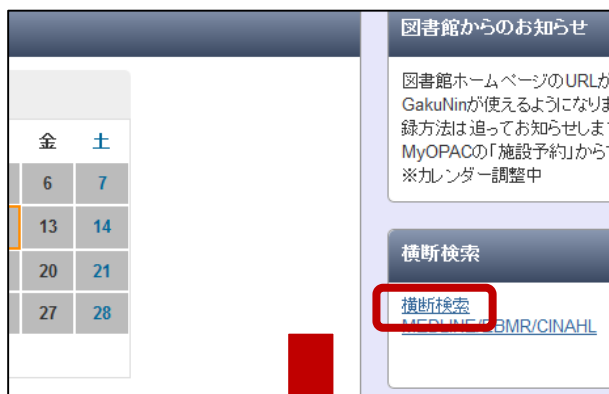 金 土
6 7
13 14
20 21
27 28
図書館からのお知らせ
図書館ホームページのURLが
GakuNinが使えるようになりま
録方法は追ってお知らせしま
MyOPACの「施設予約」から
※カレンダー調整中
横断検索
横断検索
MEDLINE/EBMR/CINAHL